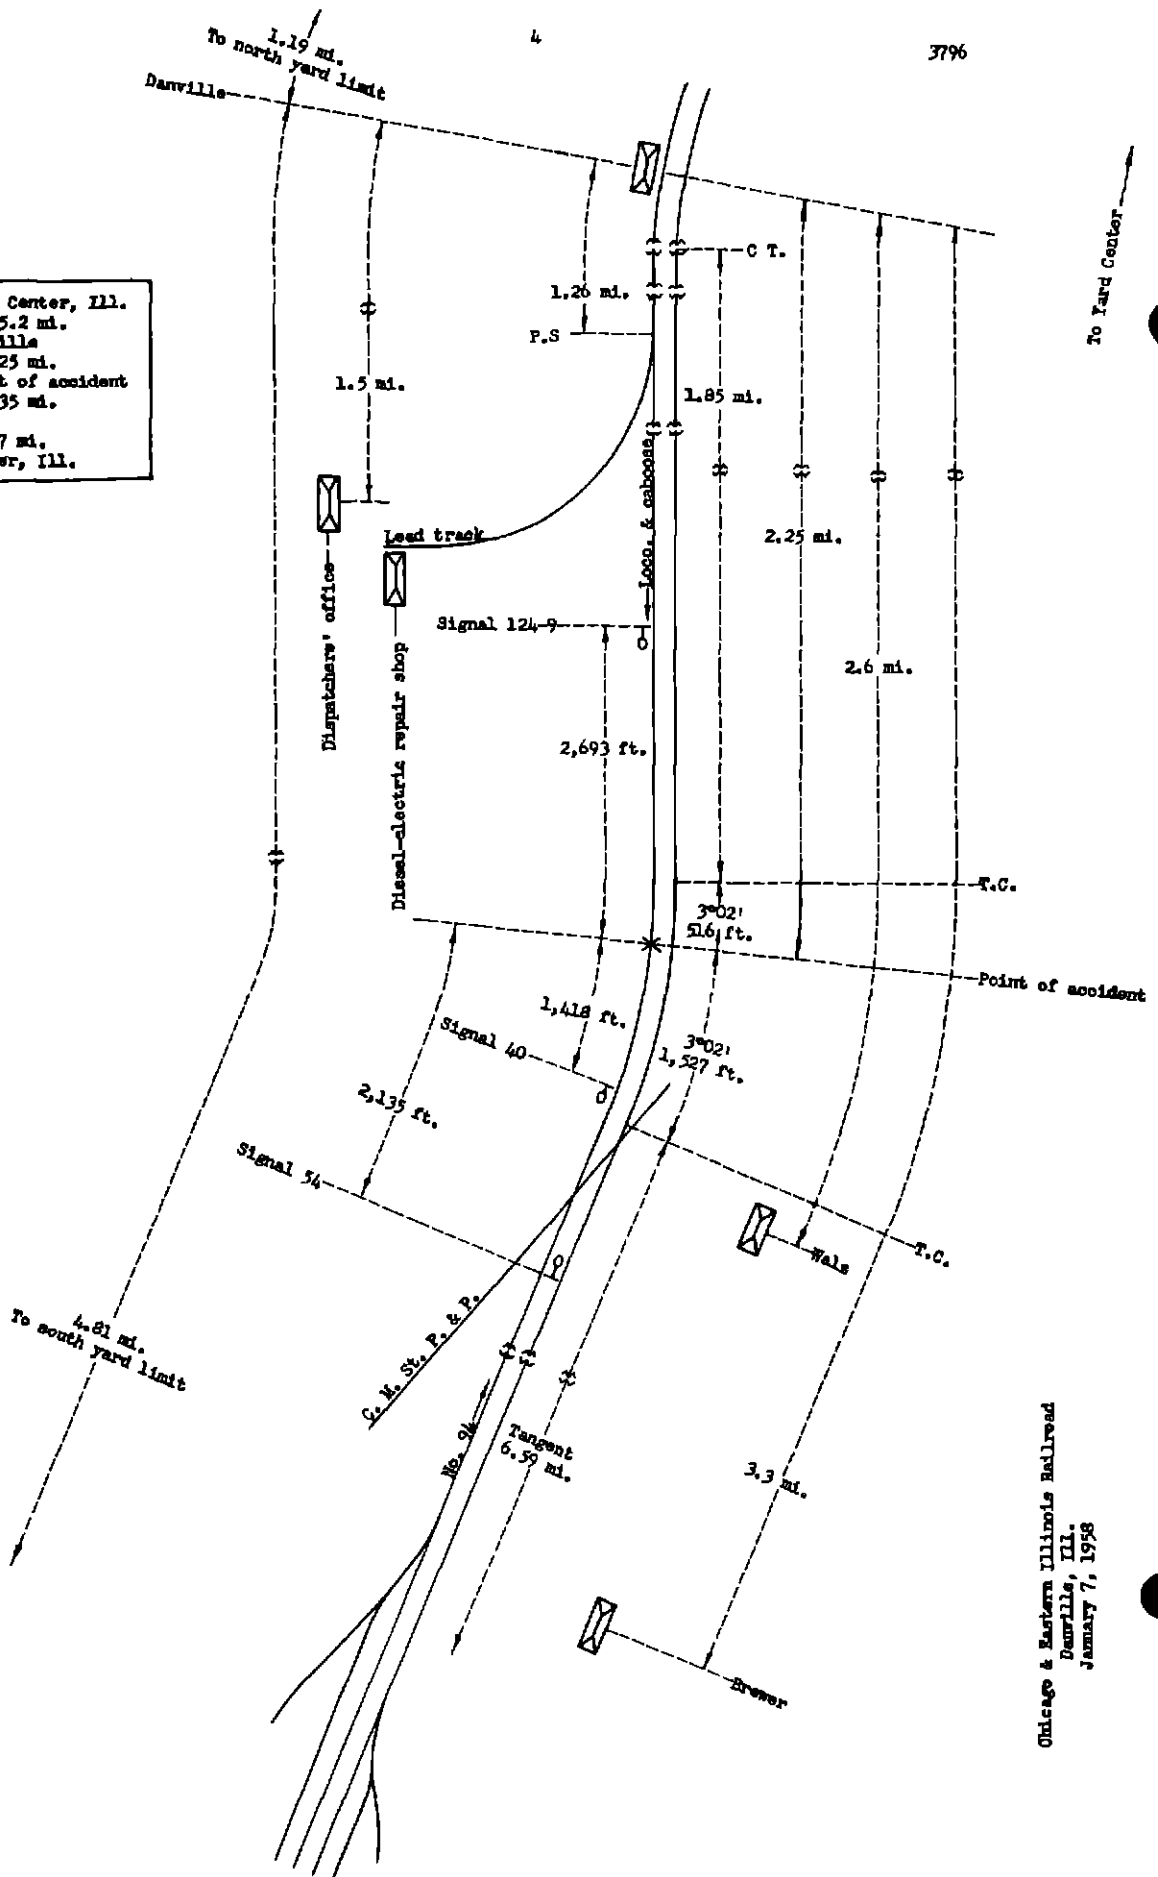 4
3796
1.19 mi.
To north yard limit
Danville
To Yard Center
C T.
1.26 mi.
P.S
Center, Ill.
5.2 mi.
ille
25 mi.
t of accident
35 mi.
7 mi.
er, Ill.
1.5 mi.
1.85 mi.
Loco. & caboose
Lead track
2.25 mi.
Dispatchers' office
Diesel-electric repair shop
Signal 124-9
2.6 mi.
2,693 ft.
T.C.
3°02'
516 ft.
Point of accident
1,418 ft.
Signal 40
3°02'
1,527 ft.
2,135 ft.
Signal 54
Wals
T.C.
4.81 mi.
To south yard limit
C. M. St. P. & P.
No. 94
Tangent
6.59 mi.
3.3 mi.
Brewer
Chicago & Eastern Illinois Railroad
Danville, Ill.
January 7, 1958